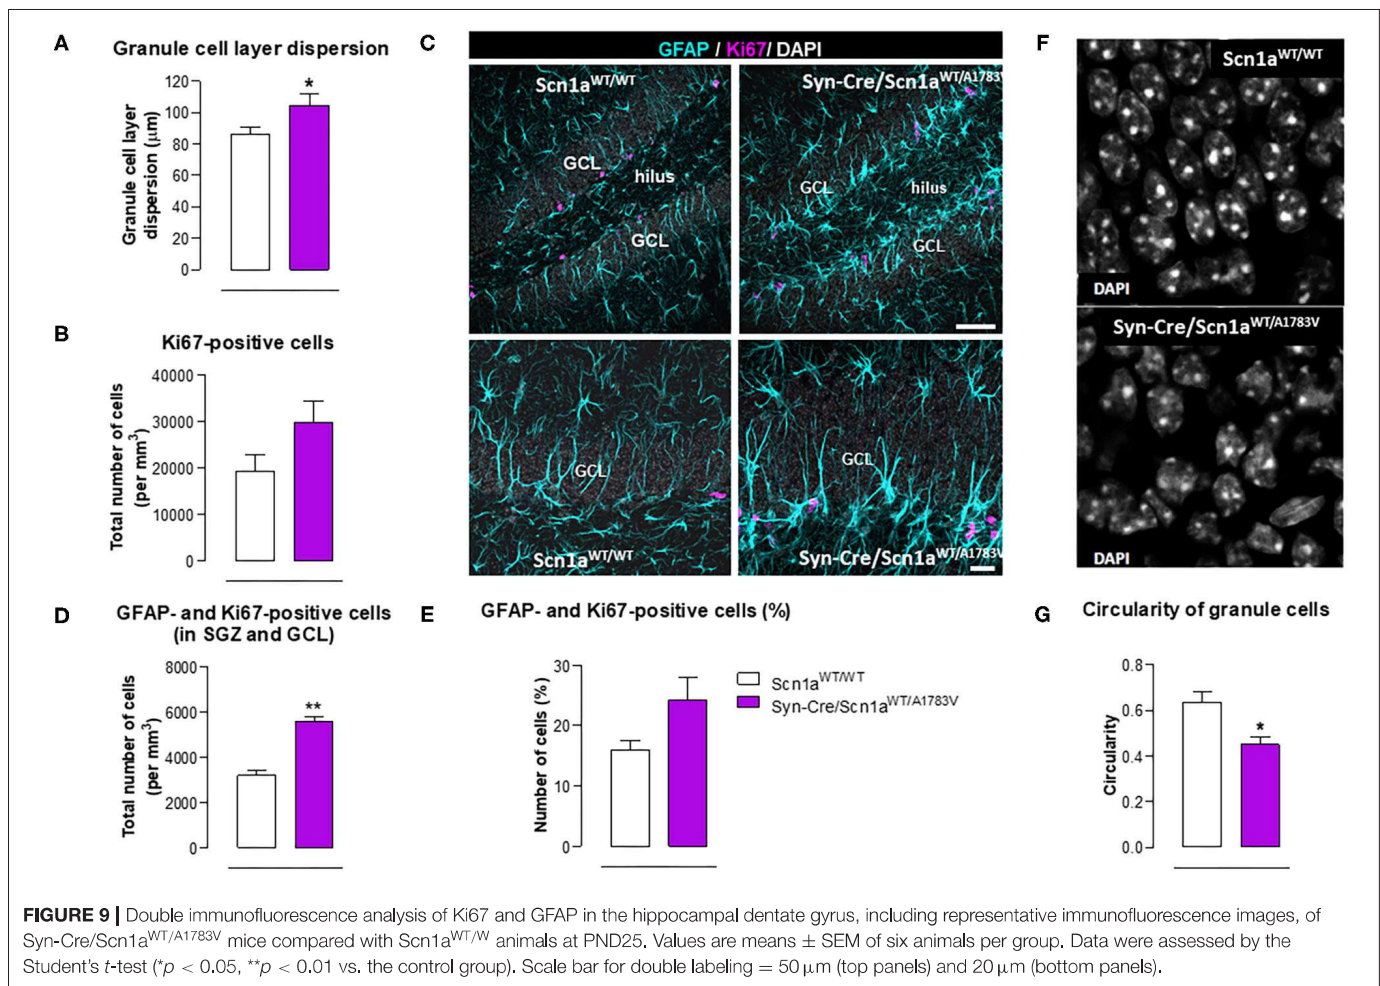 A
Granule cell layer dispersion
Granule cell layer
dispersion (µm)
120
100
80
60
40
20
0
*
B
Ki67-positive cells
Total number of cells
(per mm³)
40000
30000
20000
10000
0
C
GFAP / Ki67/ DAPI
Scn1aWT/WT
GCL
hilus
GCL
Syn-Cre/Scn1aWT/A1783V
GCL
hilus
GCL
GCL
Scn1aWT/WT
GCL
Syn-Cre/Scn1aWT/A1783V
F
Scn1aWT/WT
DAPI
Syn-Cre/Scn1aWT/A1783V
DAPI
D
GFAP- and Ki67-positive cells
(in SGZ and GCL)
Total number of cells
(per mm³)
8000
6000
4000
2000
0
**
E
GFAP- and Ki67-positive cells (%)
Number of cells (%)
30
20
10
0
Scn1aWT/WT
Syn-Cre/Scn1aWT/A1783V
G
Circularity of granule cells
Circularity
0.8
0.6
0.4
0.2
0.0
*
FIGURE 9 | Double immunofluorescence analysis of Ki67 and GFAP in the hippocampal dentate gyrus, including representative immunofluorescence images, of
Syn-Cre/Scn1aWT/A1783V mice compared with Scn1aWT/W animals at PND25. Values are means ± SEM of six animals per group. Data were assessed by the
Student's t-test (*p < 0.05, **p < 0.01 vs. the control group). Scale bar for double labeling = 50 µm (top panels) and 20 µm (bottom panels).